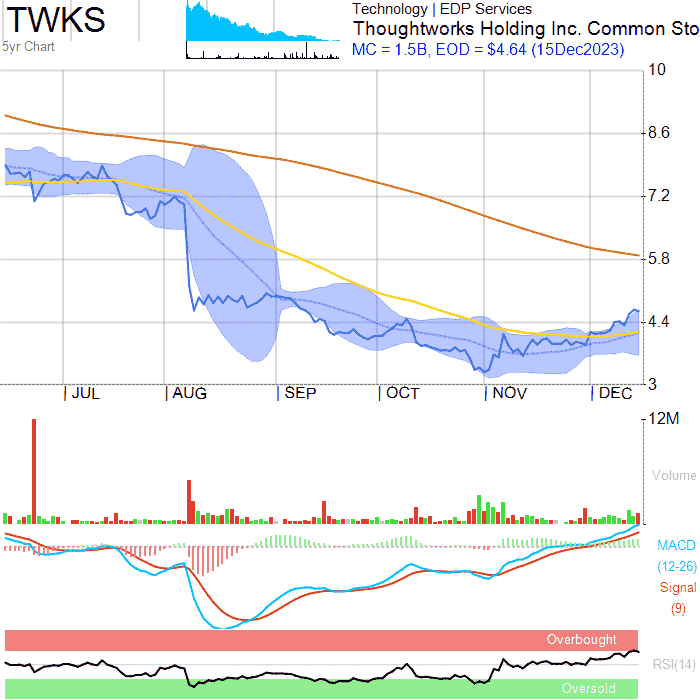 TWKS
5yr Chart
Technology | EDP Services
Thoughtworks Holding Inc. Common Sto
MC = 1.5B, EOD = $4.64 (15Dec2023)
10
8.6
7.2
5.8
4.4
3
JUL AUG SEP OCT NOV DEC
12M
Volume
MACD
(12-26)
Signal
(9)
Overbought
RSI(14)
Oversold